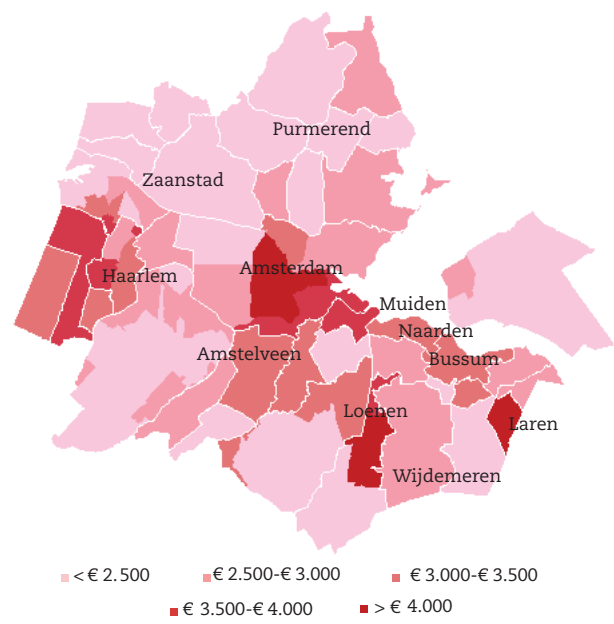 Purmerend
Zaanstad
Amsterdam
Haarlem
Muiden
Naarden
Amstelveen
Bussum
Loenen
Laren
Wijdemeren
< € 2.500
€ 2.500-€ 3.000
€ 3.000-€ 3.500
€ 3.500-€ 4.000
> € 4.000